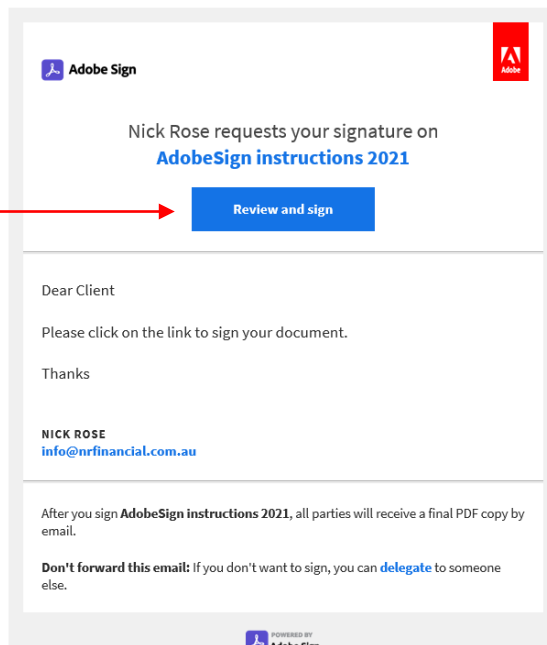 Adobe Sign
Adobe
Nick Rose requests your signature on
AdobeSign instructions 2021
Review and sign
Dear Client
Please click on the link to sign your document.
Thanks
NICK ROSE
info@nrfinancial.com.au
After you sign AdobeSign instructions 2021, all parties will receive a final PDF copy by
email.
Don't forward this email: If you don't want to sign, you can delegate to someone
else.
POWERED BY
Adobe Sign